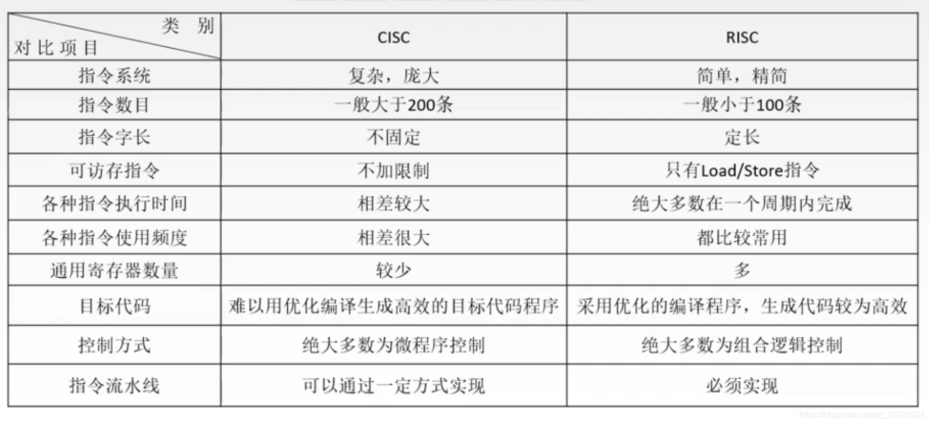 类 别
对比项目 CISC RISC
指令系统 复杂，庞大 简单，精简
指令数目 一般大于200条 一般小于100条
指令字长 不固定 定长
可访存指令 不加限制 只有Load/Store指令
各种指令执行时间 相差较大 绝大多数在一个周期内完成
各种指令使用频度 相差很大 都比较常用
通用寄存器数量 较少 多
目标代码 难以用优化编译生成高效的目标代码程序 采用优化的编译程序，生成代码较为高效
控制方式 绝大多数为微程序控制 绝大多数为组合逻辑控制
指令流水线 可以通过一定方式实现 必须实现